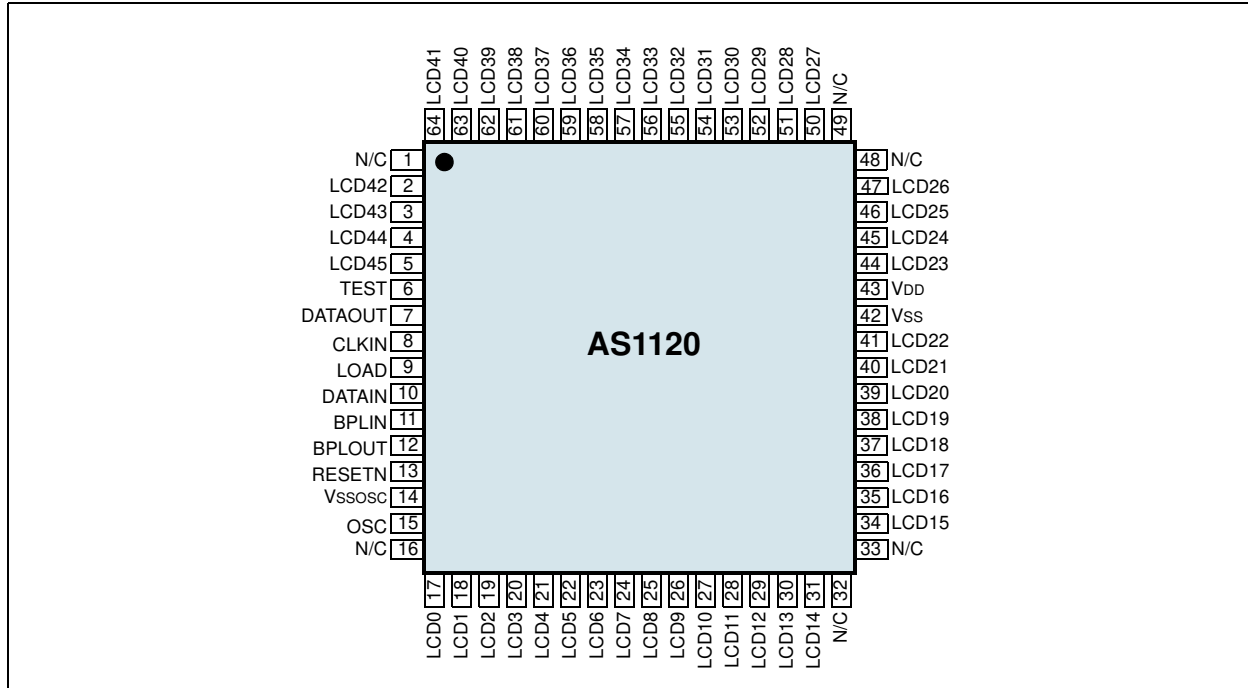 LCD41
LCD40
LCD39
LCD38
LCD37
LCD36
LCD35
LCD34
LCD33
LCD32
LCD31
LCD30
LCD29
LCD28
LCD27
N/C
64
63
62
61
60
59
58
57
56
55
54
53
52
51
50
49
N/C 1
LCD42 2
LCD43 3
LCD44 4
LCD45 5
TEST 6
DATAOUT 7
CLKIN 8
LOAD 9
DATAIN 10
BPLIN 11
BPLOUT 12
RESETN 13
VSSOSC 14
OSC 15
N/C 16
AS1120
48 N/C
47 LCD26
46 LCD25
45 LCD24
44 LCD23
43 VDD
42 VSS
41 LCD22
40 LCD21
39 LCD20
38 LCD19
37 LCD18
36 LCD17
35 LCD16
34 LCD15
33 N/C
17
18
19
20
21
22
23
24
25
26
27
28
29
30
31
32
LCD0
LCD1
LCD2
LCD3
LCD4
LCD5
LCD6
LCD7
LCD8
LCD9
LCD10
LCD11
LCD12
LCD13
LCD14
N/C